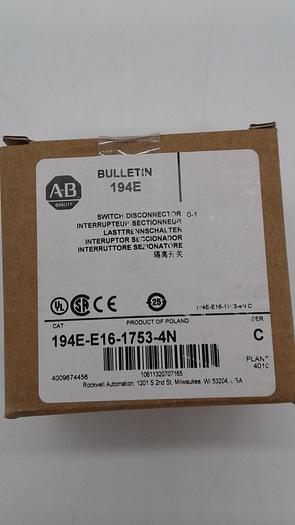 AB
QUALITY
BULLETIN
194E
SWITCH DISCONNECTOR 0-1
INTERRUPTEUR SECTIONNEUR
LASTTRENNSCHALTER
INTERUPTOR SECCIONADOR
INTERRUTTORE SEZIONATORE
隔离开关
UL
CE
25
194E-E16-1753-4N C
CAT
PRODUCT OF POLAND
SER
194E-E16-1753-4N
C
PLANT
4010
4009674456
10611320707165
Rockwell Automation, 1201 S 2nd St, Milwaukee, WI 53204, USA